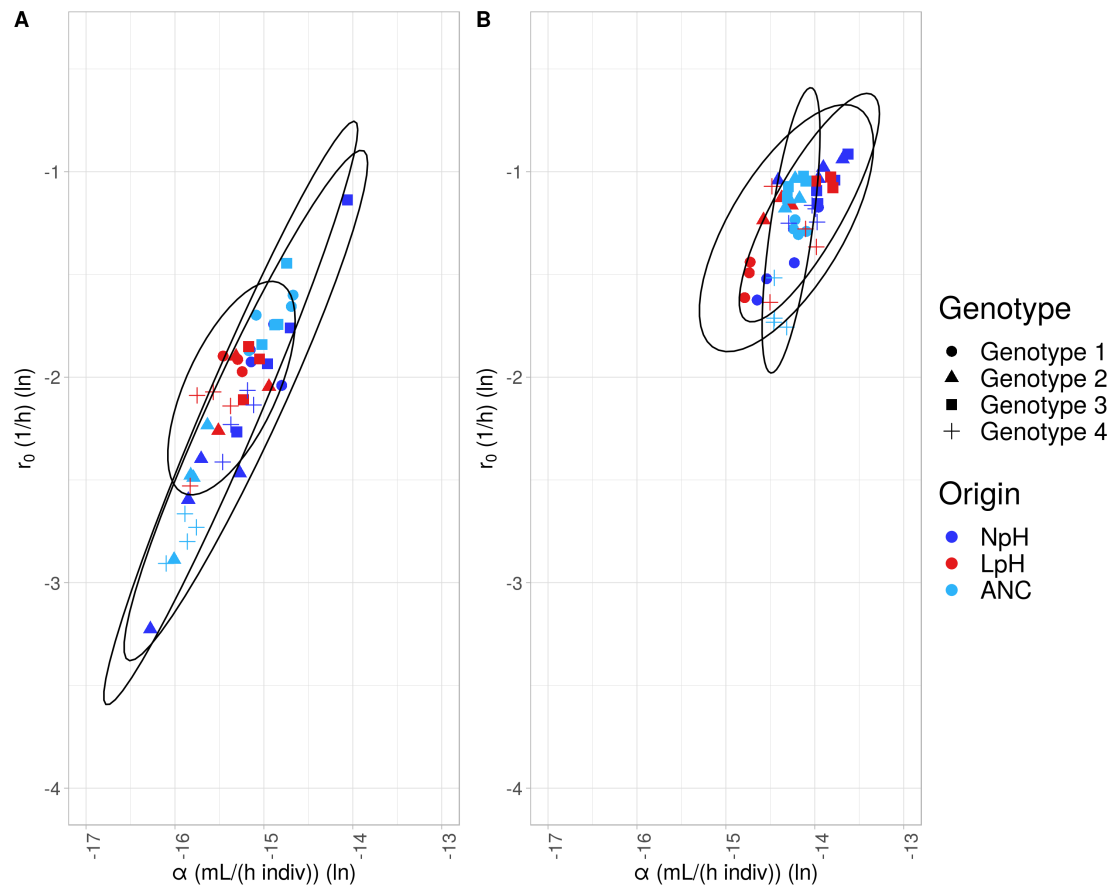 A
B
-1
-2
-3
-4
r0 (1/h) (ln)
-17
-16
-15
-14
-13
α (mL/(h indiv)) (ln)
-1
-2
-3
-4
r0 (1/h) (ln)
-17
-16
-15
-14
-13
α (mL/(h indiv)) (ln)
Genotype
Genotype 1
Genotype 2
Genotype 3
Genotype 4
Origin
NpH
LpH
ANC